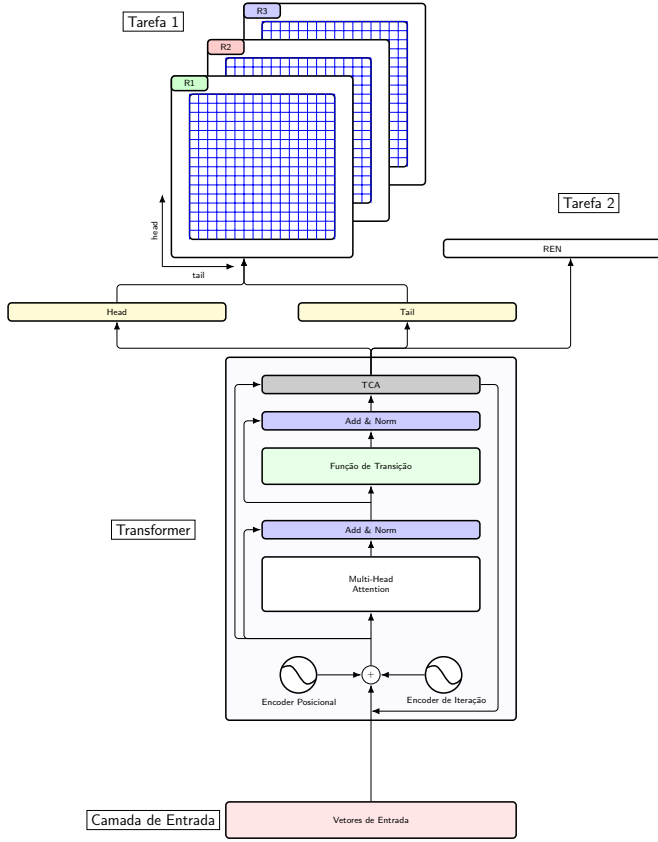 Tarefa 1
R3
R2
R1
head
tail
Tarefa 2
REN
Head
Tail
TCA
Add & Norm
Função de Transição
Add & Norm
Transformer
Multi-Head
Attention
+
Encoder Posicional
Encoder de Iteração
Camada de Entrada
Vetores de Entrada